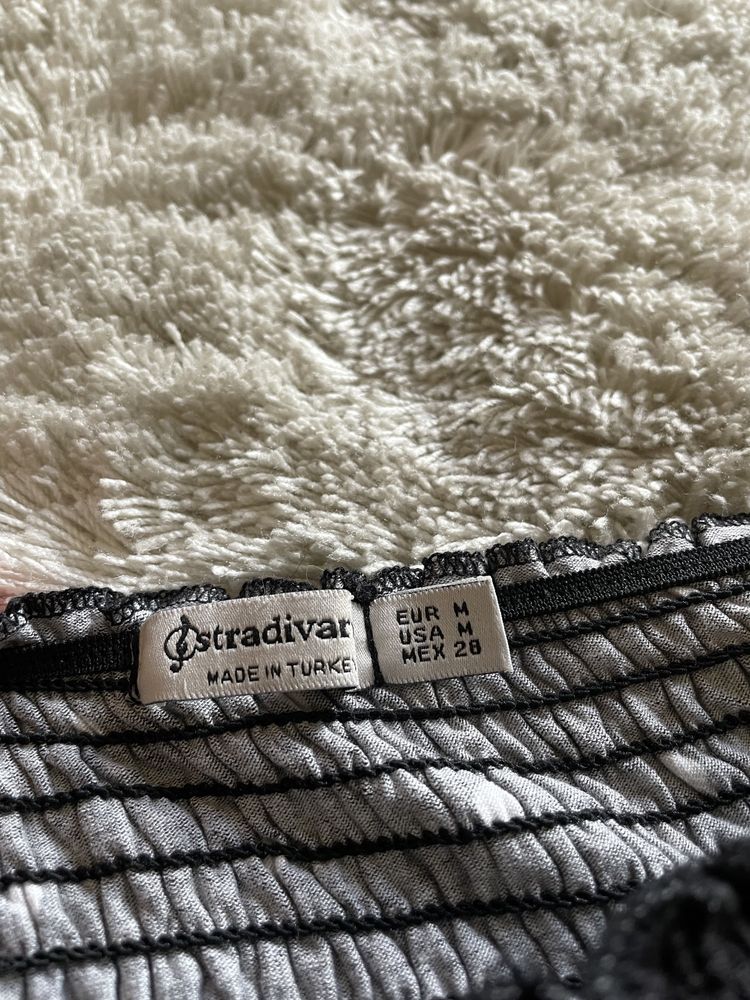 stradivar
MADE IN TURKEY
EUR M
USA M
MEX 28